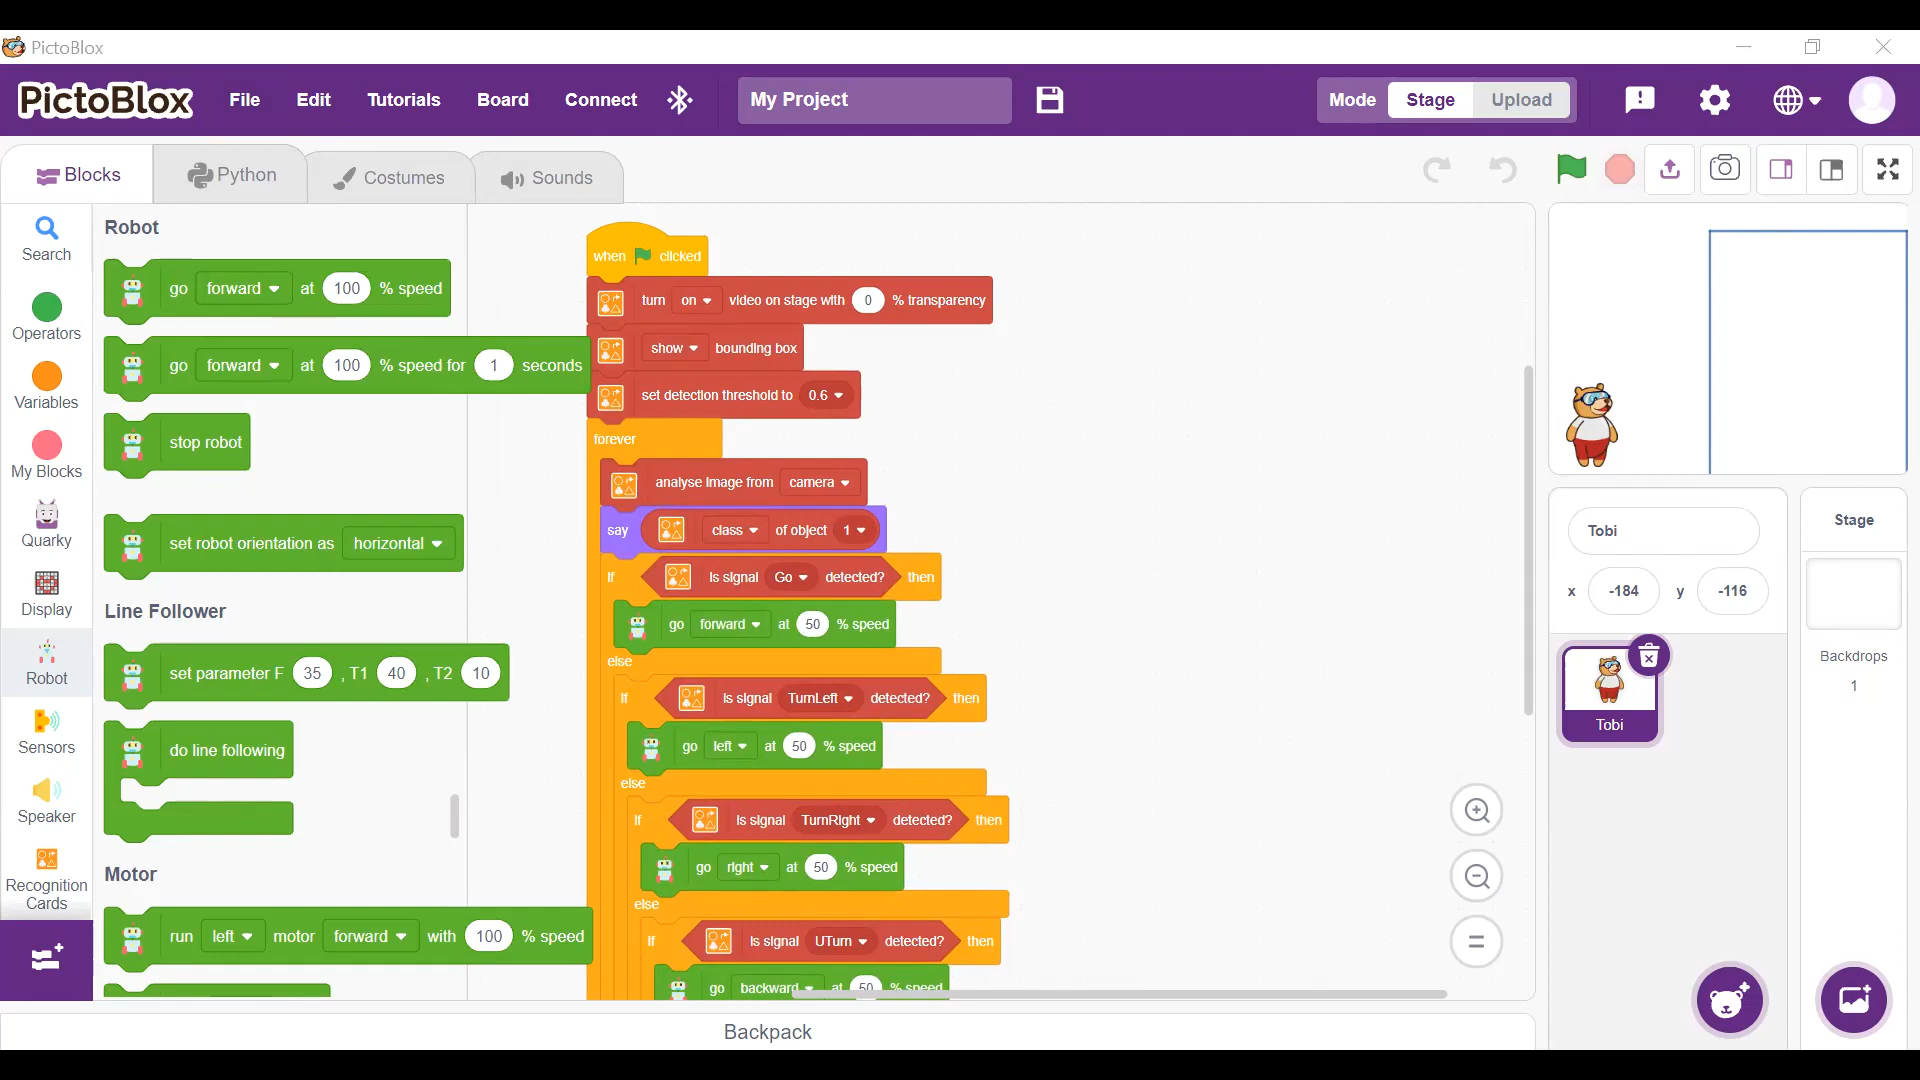 PictoBlox
PictoBlox File Edit Tutorials Board Connect My Project Mode Stage Upload
Blocks Python Costumes Sounds
Search
Operators
Variables
My Blocks
Quarky
Display
Robot
Sensors
Speaker
Recognition
Cards
Robot
go forward at 100 % speed
go forward at 100 % speed for 1 seconds
stop robot
set robot orientation as horizontal
Line Follower
set parameter F 35 , T1 40 , T2 10
do line following
Motor
run left motor forward with 100 % speed
when clicked
turn on video on stage with 0 % transparency
show bounding box
set detection threshold to 0.6
forever
analyse image from camera
say class of object 1
if is signal Go detected? then
go forward at 50 % speed
else
if is signal TurnLeft detected? then
go left at 50 % speed
else
if is signal TurnRight detected? then
go right at 50 % speed
else
if is signal UTurn detected? then
go backward at 50 % speed
Tobi
x -184 y -116
Tobi
Stage
Backdrops
1
Backpack